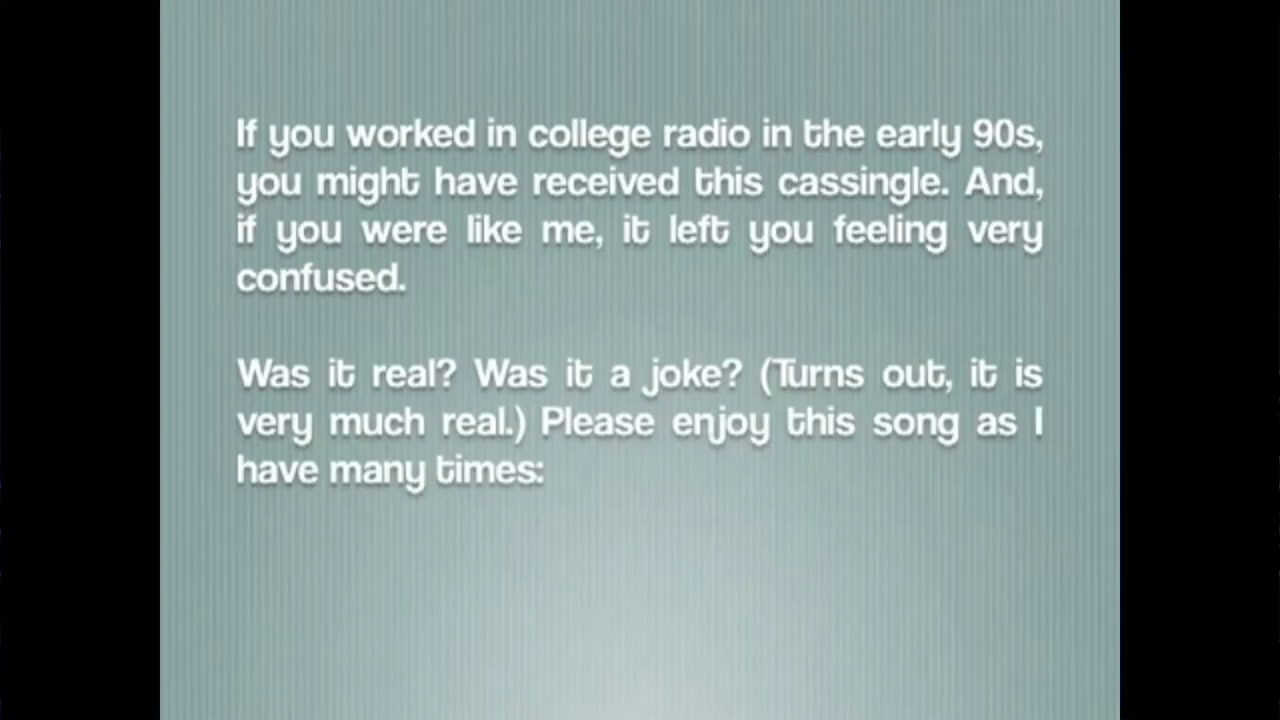 If you worked in college radio in the early 90s,
you might have received this cassingle. And,
if you were like me, it left you feeling very
confused.
Was it real? Was it a joke? (Turns out, it is
very much real.) Please enjoy this song as I
have many times: